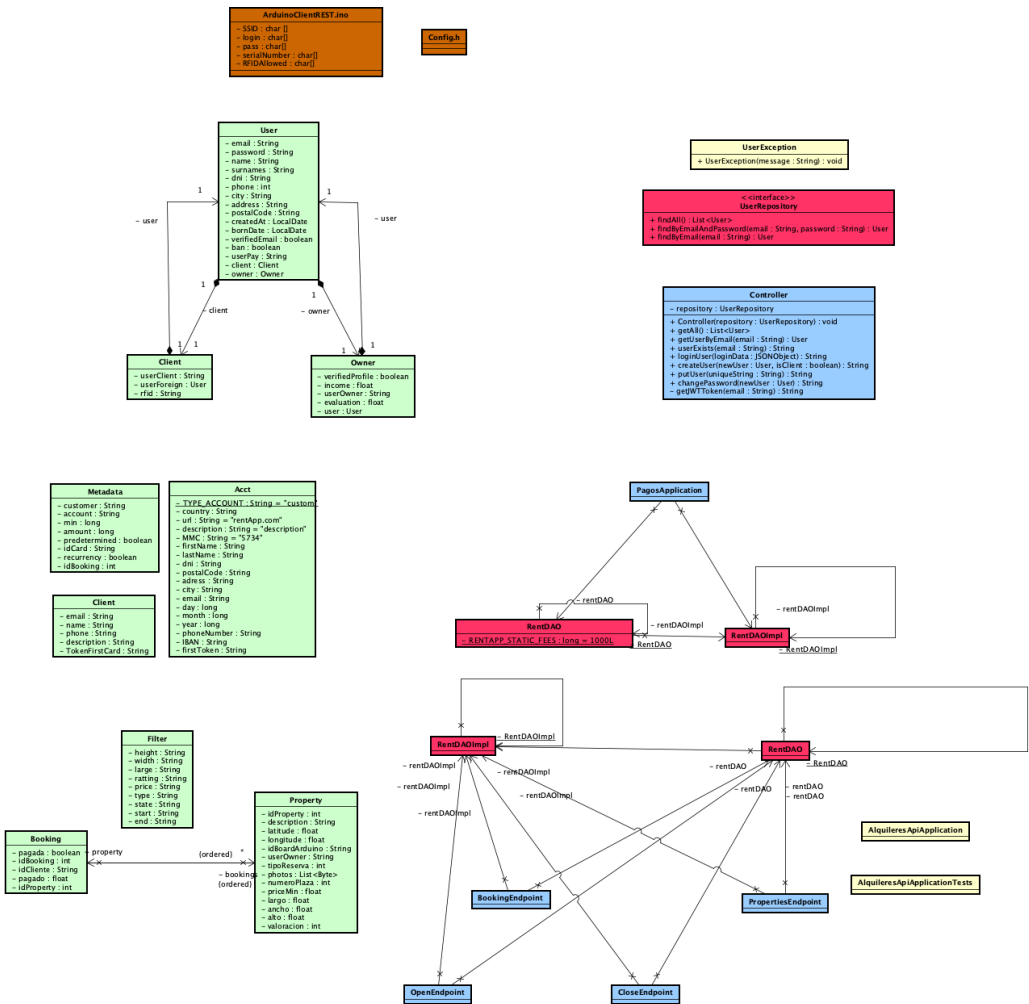 ArduinoClientREST.ino
- SSID : char []
- login : char[]
- pass : char[]
- serialNumber : char[]
- RFIDAllowed : char[]
Config.h
User
- email : String
- password : String
- name : String
- surnames : String
- dni : String
- phone : int
- city : String
- address : String
- postalCode : String
- createdAt : LocalDate
- bornDate : LocalDate
- verifiedEmail : boolean
- ban : boolean
- userPay : String
- client : Client
- owner : Owner
1
1
- user
- user
1
1
- client
- owner
1
1
1
1
Client
- userClient : String
- userForeign : User
- rfid : String
Owner
- verifiedProfile : boolean
- income : float
- userOwner : String
- evaluation : float
- user : User
UserException
+ UserException(message : String) : void
<<interface>>
UserRepository
+ findAll() : List<User>
+ findByEmailAndPassword(email : String, password : String) : User
+ findByEmail(email : String) : User
Controller
- repository : UserRepository
+ Controller(repository : UserRepository) : void
+ getAll() : List<User>
+ getUserByEmail(email : String) : User
+ userExists(email : String) : String
+ loginUser(loginData : JSONObject) : String
+ createUser(newUser : User, isClient : boolean) : String
+ putUser(uniqueString : String) : String
+ changePassword(newUser : User) : String
- getJWTToken(email : String) : String
Metadata
- customer : String
- account : String
- min : long
- amount : long
- predetermined : boolean
- idCard : String
- recurrency : boolean
- idBooking : int
Acct
- TYPE_ACCOUNT : String = "custom"
- country : String
- url : String = "rentApp.com"
- description : String = "description"
- MMC : String = "5734"
- firstName : String
- lastName : String
- dni : String
- postalCode : String
- adress : String
- city : String
- email : String
- day : long
- month : long
- year : long
- phoneNumber : String
- IBAN : String
- firstToken : String
Client
- email : String
- name : String
- phone : String
- description : String
- TokenFirstCard : String
PagosApplication
- rentDAO
- rentDAOImpl
RentDAO
- RENTAPP_STATIC_FEES : long = 1000L
- rentDAOImpl
- RentDAO
RentDAOImpl
- RentDAOImpl
Filter
- height : String
- width : String
- large : String
- ratting : String
- price : String
- type : String
- state : String
- start : String
- end : String
Booking
- pagada : boolean
- idBooking : int
- idCliente : String
- pagado : float
- idProperty : int
- property
{ordered}
*
- bookings
{ordered}
Property
- idProperty : int
- description : String
- latitude : float
- longitude : float
- idBoardArduino : String
- userOwner : String
- tipoReserva : int
- photos : List<Byte>
- numeroPlaza : int
- priceMin : float
- largo : float
- ancho : float
- alto : float
- valoracion : int
RentDAOImpl
- RentDAOImpl
- rentDAOImpl
- rentDAOImpl
- rentDAOImpl
- rentDAOImpl
- rentDAOImpl
RentDAO
- RentDAO
- rentDAO
- rentDAO
- rentDAO
- rentDAO
BookingEndpoint
PropertiesEndpoint
OpenEndpoint
CloseEndpoint
AlquileresApiApplication
AlquileresApiApplicationTests